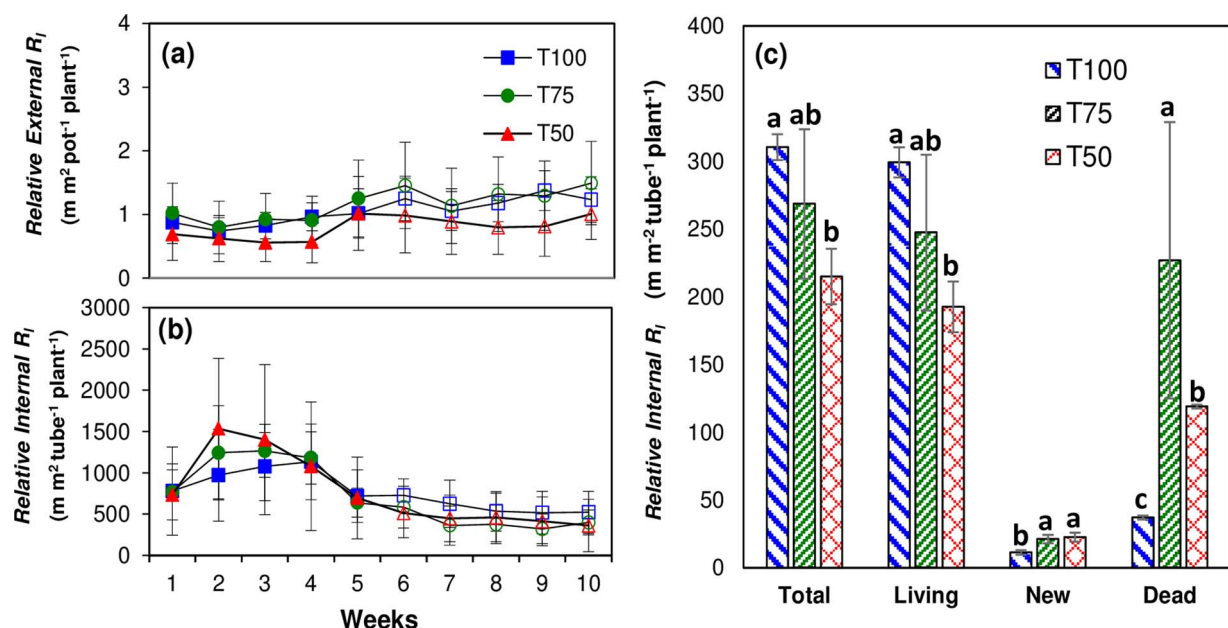 (a)
Relative External Rl
(m m² pot⁻¹ plant⁻¹)
4
3
2
1
0
T100
T75
T50
(b)
Relative Internal Rl
(m m⁻² tube⁻¹ plant⁻¹)
3000
2500
2000
1500
1000
500
0
1 2 3 4 5 6 7 8 9 10
Weeks
(c)
Relative Internal Rl
(m m⁻² tube⁻¹ plant⁻¹)
400
350
300
250
200
150
100
50
0
T100
T75
T50
a ab b
a ab b
b a a
c a b
Total Living New Dead